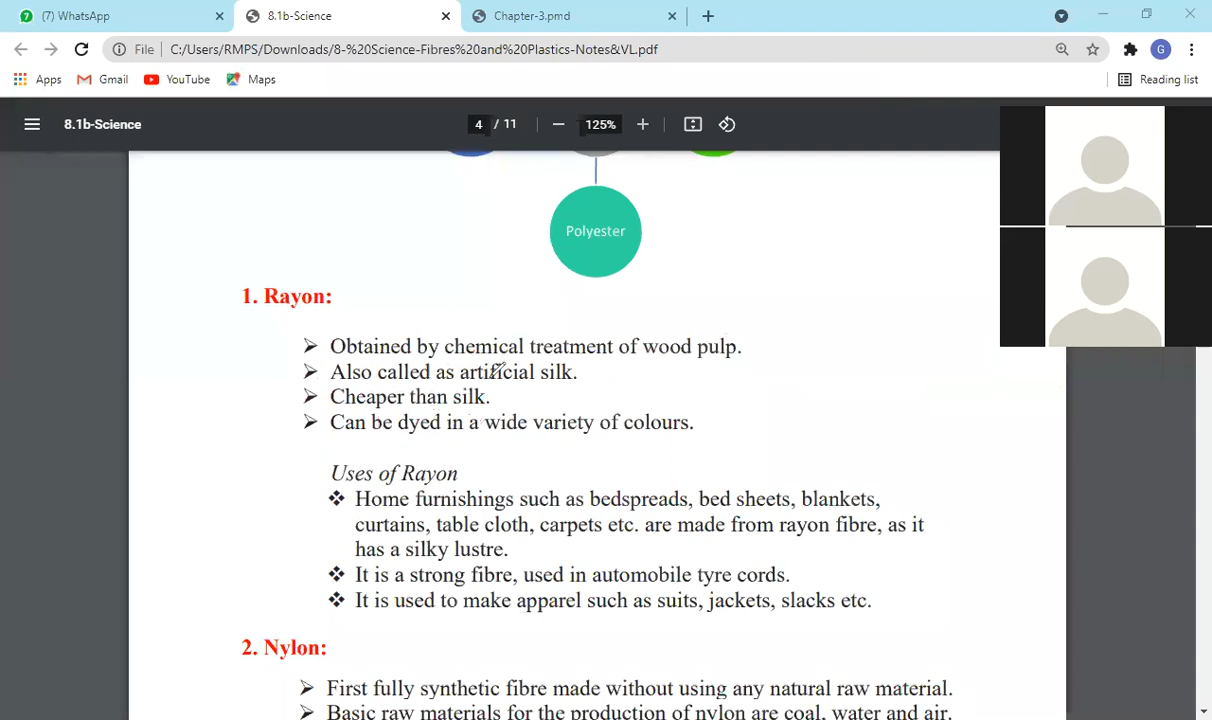 7 (7) WhatsApp
8.1b-Science
Chapter-3.pmd
File C:/Users/RMPS/Downloads/8-%20Science-Fibres%20and%20Plastics-Notes&VL.pdf
G
Apps Gmail YouTube Maps Reading list
8.1b-Science 4 / 11 125%
Polyester
1. Rayon:
Obtained by chemical treatment of wood pulp.
Also called as artificial silk.
Cheaper than silk.
Can be dyed in a wide variety of colours.
Uses of Rayon
Home furnishings such as bedspreads, bed sheets, blankets,
curtains, table cloth, carpets etc. are made from rayon fibre, as it
has a silky lustre.
It is a strong fibre, used in automobile tyre cords.
It is used to make apparel such as suits, jackets, slacks etc.
2. Nylon:
First fully synthetic fibre made without using any natural raw material.
Basic raw materials for the production of nylon are coal, water and air.